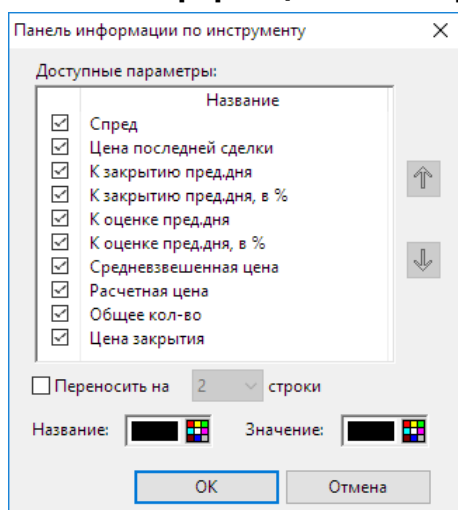 Панель информации по инструменту
Доступные параметры:
Название
Спред
Цена последней сделки
К закрытию пред.дня
К закрытию пред.дня, в %
К оценке пред.дня
К оценке пред.дня, в %
Средневзвешенная цена
Расчетная цена
Общее кол-во
Цена закрытия
Переносить на 2 строки
Название: Значение:
OK Отмена